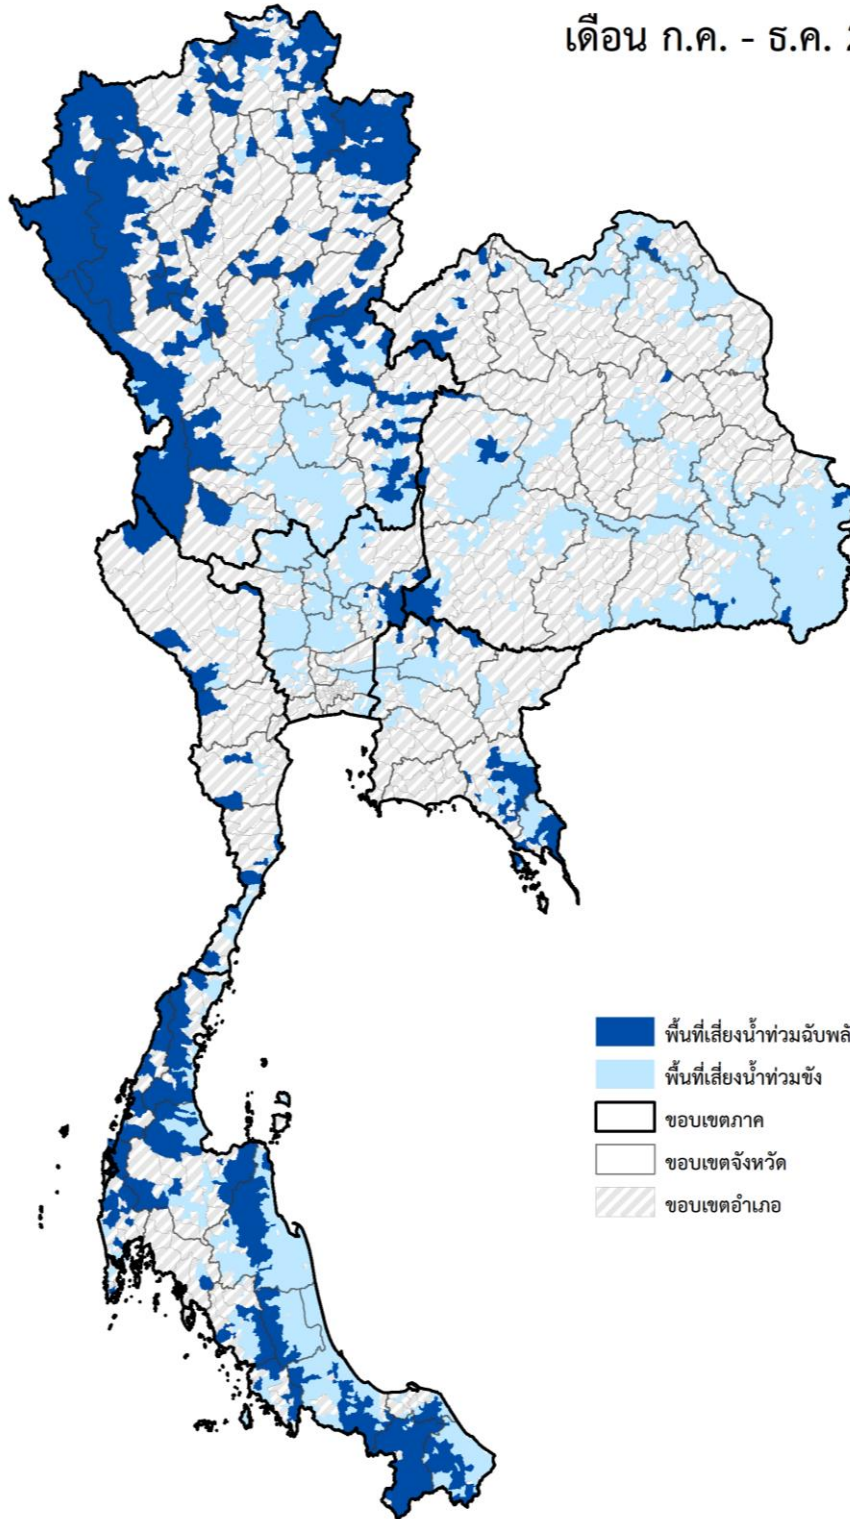 เดือน ก.ค. - ธ.ค.
พื้นที่เสี่ยงน้ำท่วมฉับพลั
พื้นที่เสี่ยงน้ำท่วมขัง
ขอบเขตภาค
ขอบเขตจังหวัด
ขอบเขตอำเภอ